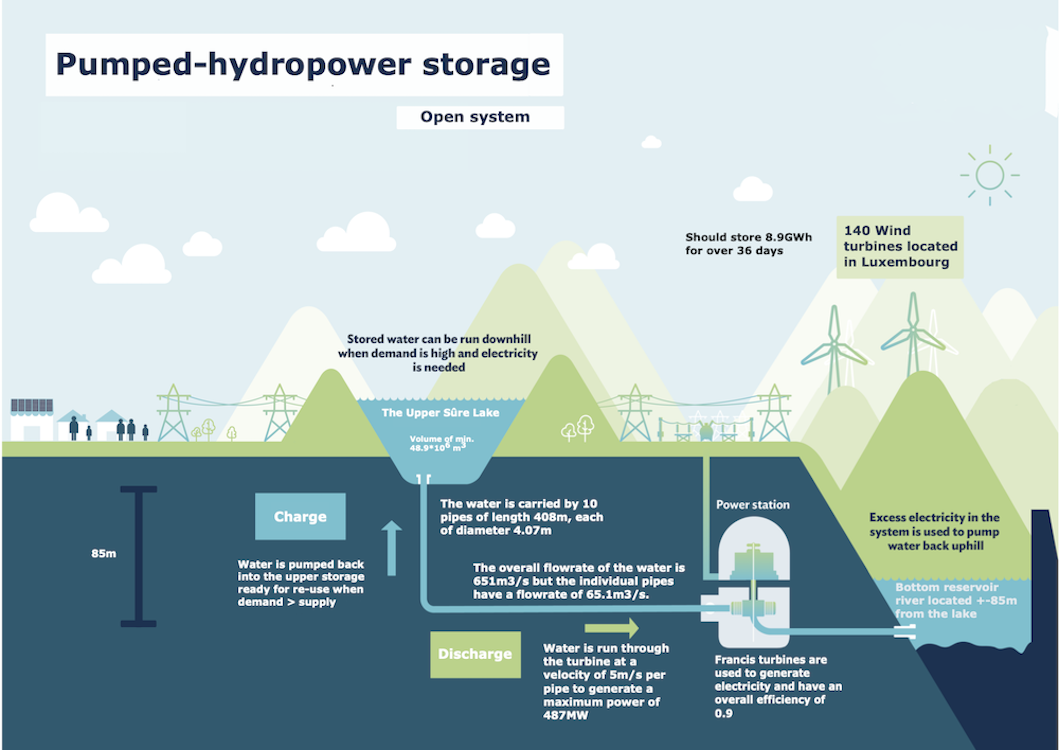 Pumped-hydropower storage
Open system
Should store 8.9GWh
for over 36 days
140 Wind
turbines located
in Luxembourg
Stored water can be run downhill
when demand is high and electricity
is needed
The Upper Sûre Lake
Volume of min.
48.9*10⁶ m³
Charge
85m
Water is pumped back
into the upper storage
ready for re-use when
demand > supply
The water is carried by 10
pipes of length 408m, each
of diameter 4.07m
The overall flowrate of the water is
651m3/s but the individual pipes
have a flowrate of 65.1m3/s.
Power station
Excess electricity in the
system is used to pump
water back uphill
Bottom reservoir
river located +-85m
from the lake
Discharge
Water is run through
the turbine at a
velocity of 5m/s per
pipe to generate a
maximum power of
487MW
Francis turbines are
used to generate
electricity and have an
overall efficiency of
0.9